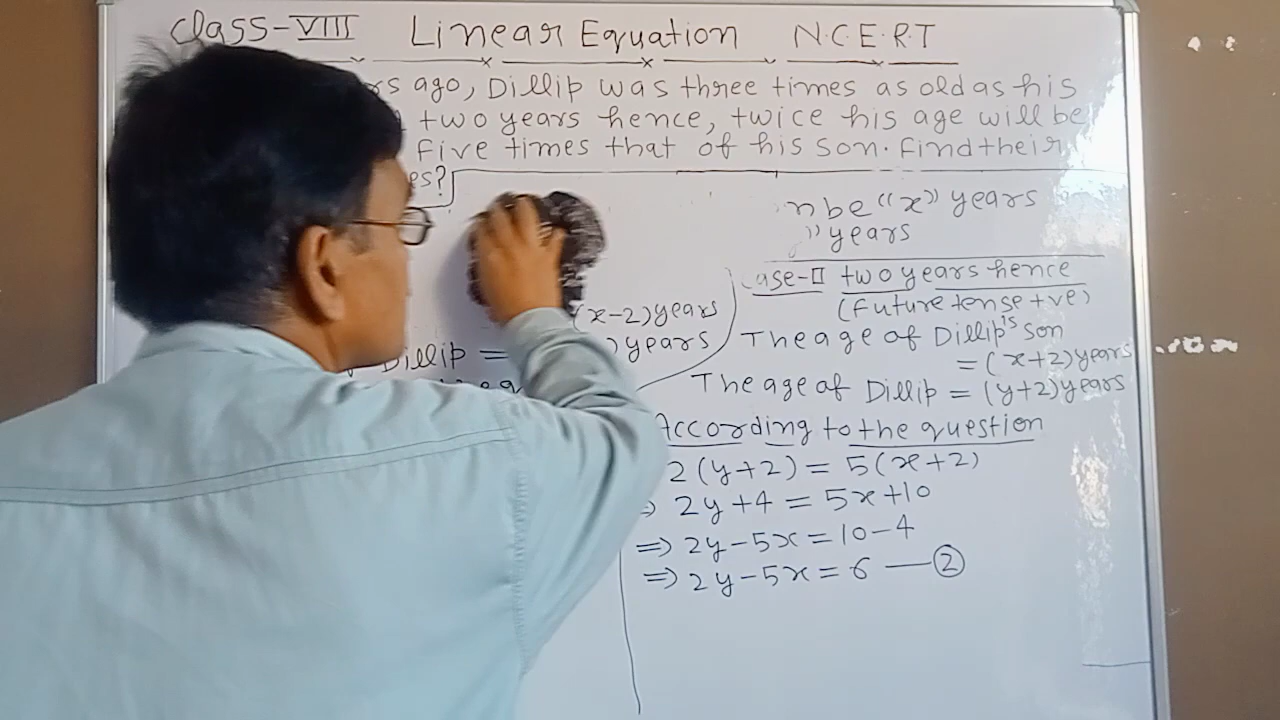 Class-VIII Linear Equation N.C.E.R.T
ago, Dillip was three times as old as his
two years hence, twice his age will be
five times that of his son. Find their
(x-2) years
Dillip =
) years
n be "x" years
" years
Case-II two years hence
(future tense +ve)
The age of Dillip's son
= (x+2) years
The age of Dillip = (y+2) years
According to the question
2(y+2) = 5(x+2)
⇒ 2y+4 = 5x+10
⇒ 2y-5x = 10-4
⇒ 2y-5x = 6 — ②